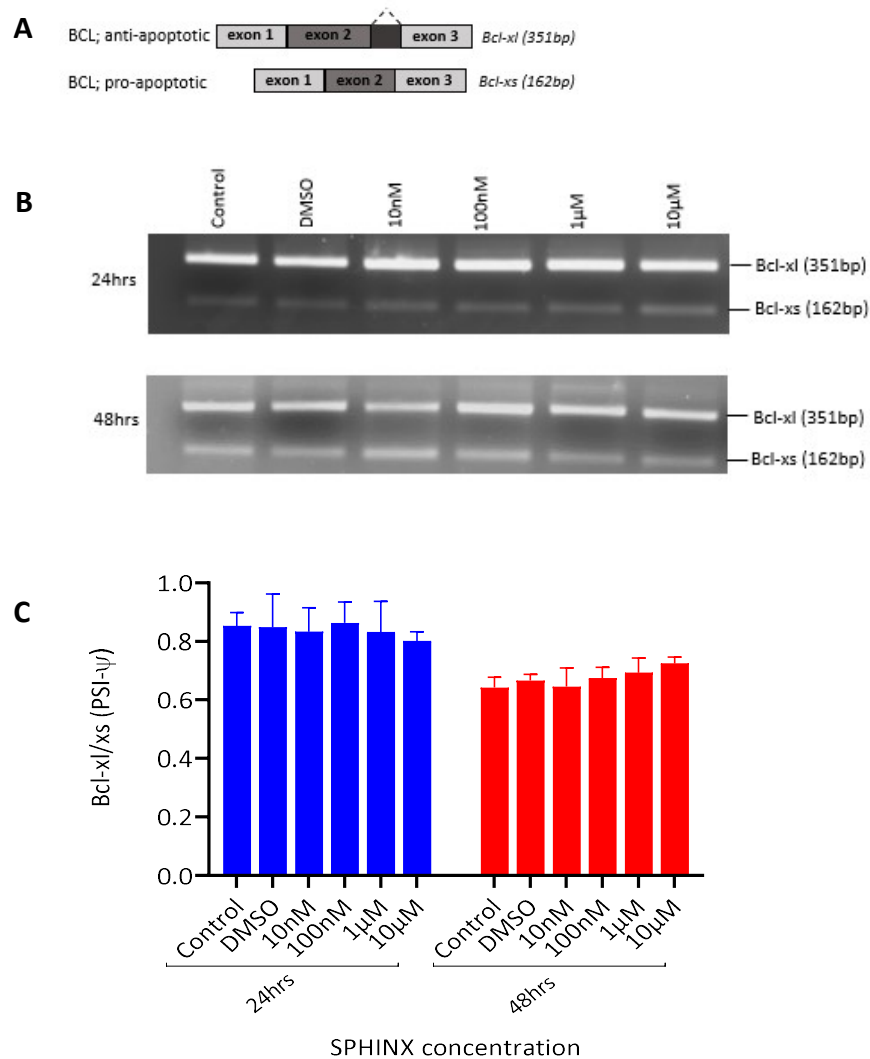 A
BCL; anti-apoptotic exon 1 exon 2 exon 3 Bcl-xl (351bp)
BCL; pro-apoptotic exon 1 exon 2 exon 3 Bcl-xs (162bp)
B
Control DMSO 10nM 100nM 1µM 10µM
24hrs
Bcl-xl (351bp)
Bcl-xs (162bp)
48hrs
Bcl-xl (351bp)
Bcl-xs (162bp)
C
Bcl-xl/xs (PSI-ψ)
1.0
0.8
0.6
0.4
0.2
0.0
Control DMSO 10nM 100nM 1µM 10µM Control DMSO 10nM 100nM 1µM 10µM
24hrs 48hrs
SPHINX concentration